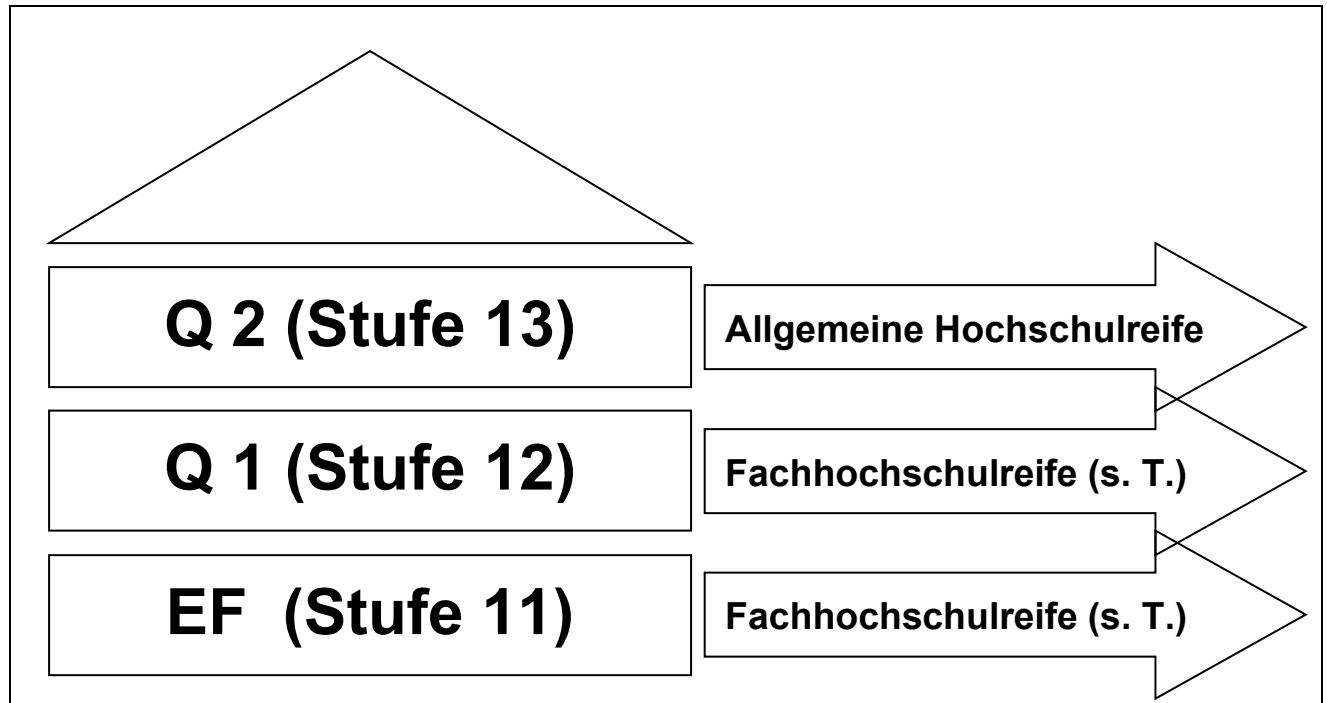 Q 2 (Stufe 13)
Allgemeine Hochschulreife
Q 1 (Stufe 12)
Fachhochschulreife (s. T.)
EF (Stufe 11)
Fachhochschulreife (s. T.)